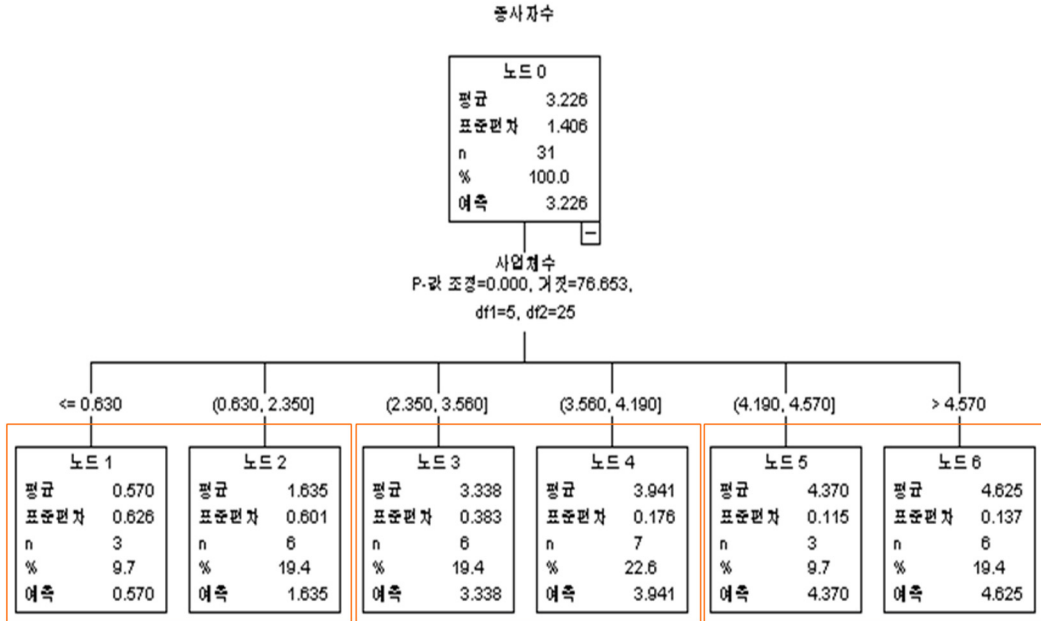 종사자수
노드 0
평균 3.226
표준편차 1.406
n 31
% 100.0
예측 3.226
사업체수
P-값 조정=0.000, 거짓=76.653,
df1=5, df2=25
<= 0.630
(0.630, 2.350]
(2.350, 3.560]
(3.560, 4.190]
(4.190, 4.570]
> 4.570
노드 1
평균 0.570
표준편차 0.626
n 3
% 9.7
예측 0.570
노드 2
평균 1.635
표준편차 0.601
n 6
% 19.4
예측 1.635
노드 3
평균 3.338
표준편차 0.383
n 6
% 19.4
예측 3.338
노드 4
평균 3.941
표준편차 0.176
n 7
% 22.6
예측 3.941
노드 5
평균 4.370
표준편차 0.115
n 3
% 9.7
예측 4.370
노드 6
평균 4.625
표준편차 0.137
n 6
% 19.4
예측 4.625